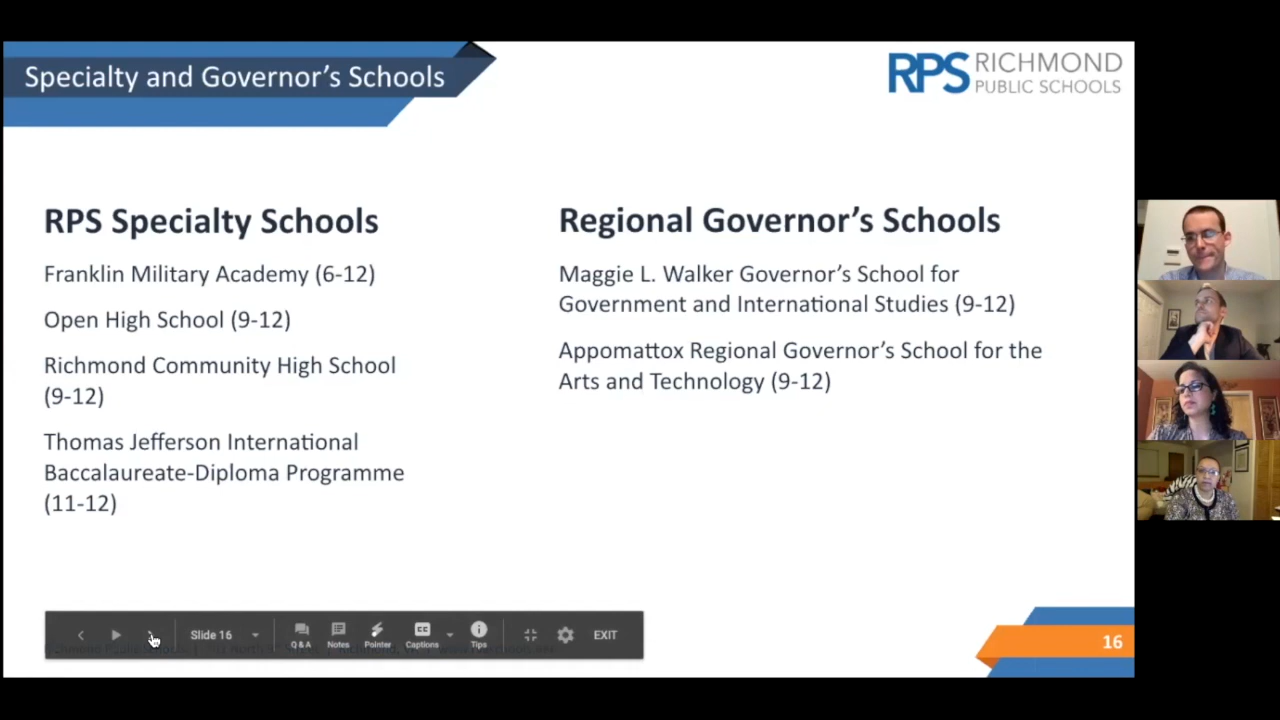 Specialty and Governor's Schools
RPS RICHMOND
PUBLIC SCHOOLS
RPS Specialty Schools
Franklin Military Academy (6-12)
Open High School (9-12)
Richmond Community High School
(9-12)
Thomas Jefferson International
Baccalaureate-Diploma Programme
(11-12)
Regional Governor's Schools
Maggie L. Walker Governor's School for
Government and International Studies (9-12)
Appomattox Regional Governor's School for the
Arts and Technology (9-12)
Slide 16
Q & A
Notes
Pointer
CC
Captions
Tips
EXIT
16